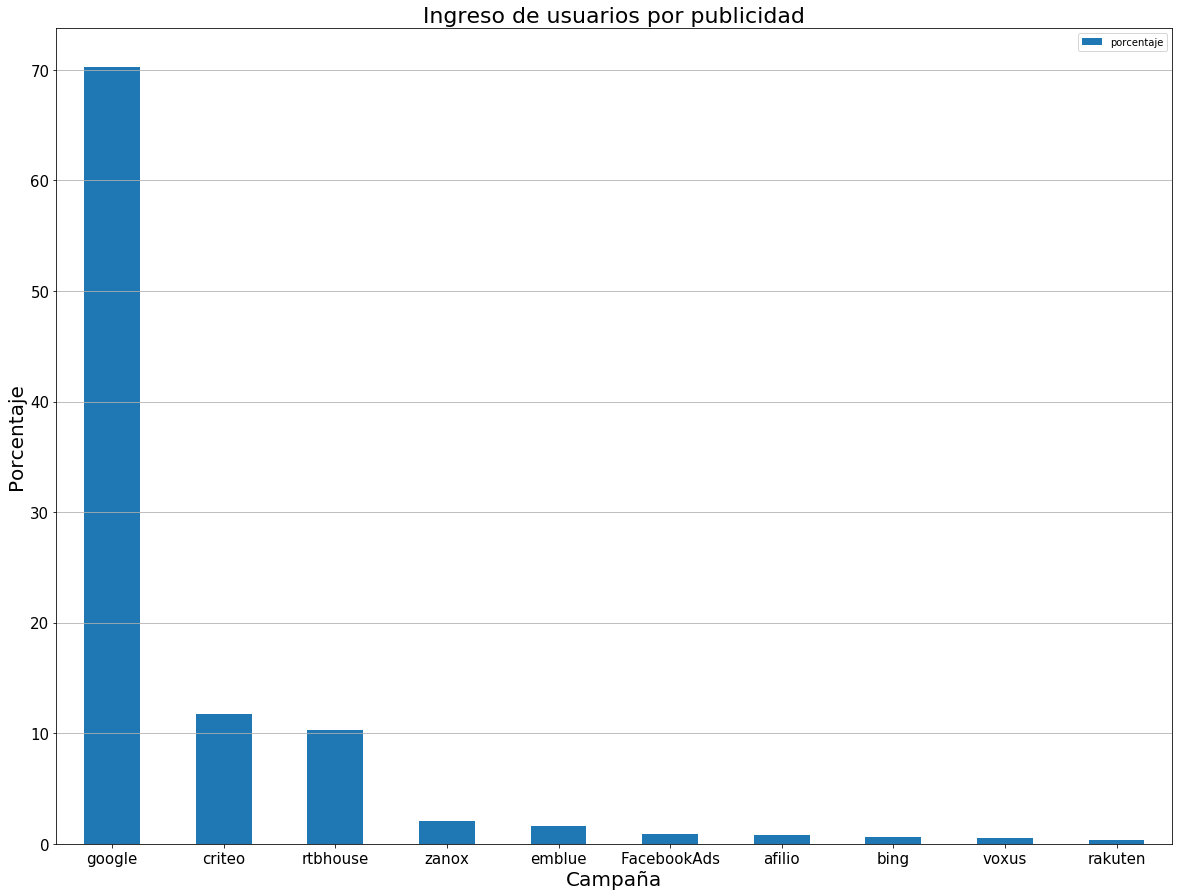 Ingreso de usuarios por publicidad
porcentaje
70
60
50
40
30
20
10
0
Porcentaje
google criteo rtbhouse zanox emblue FacebookAds afilio bing voxus rakuten
Campaña